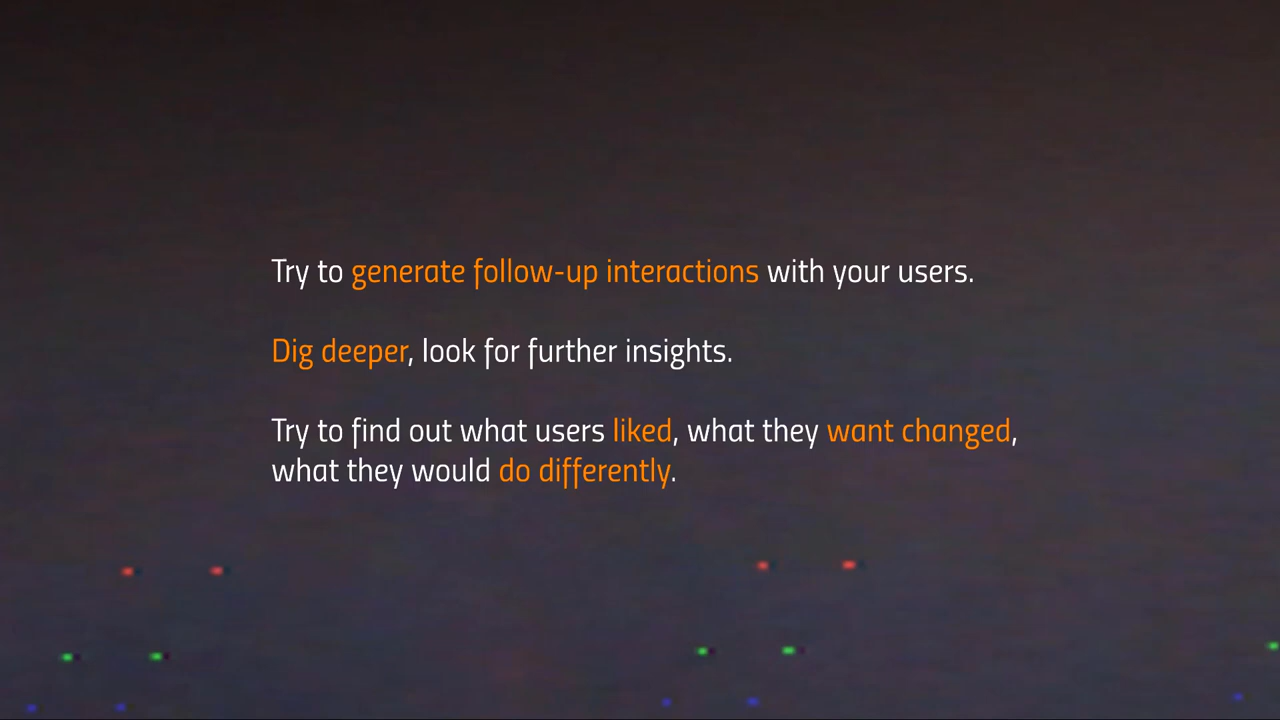 Try to generate follow-up interactions with your users.
Dig deeper, look for further insights.
Try to find out what users liked, what they want changed,
what they would do differently.